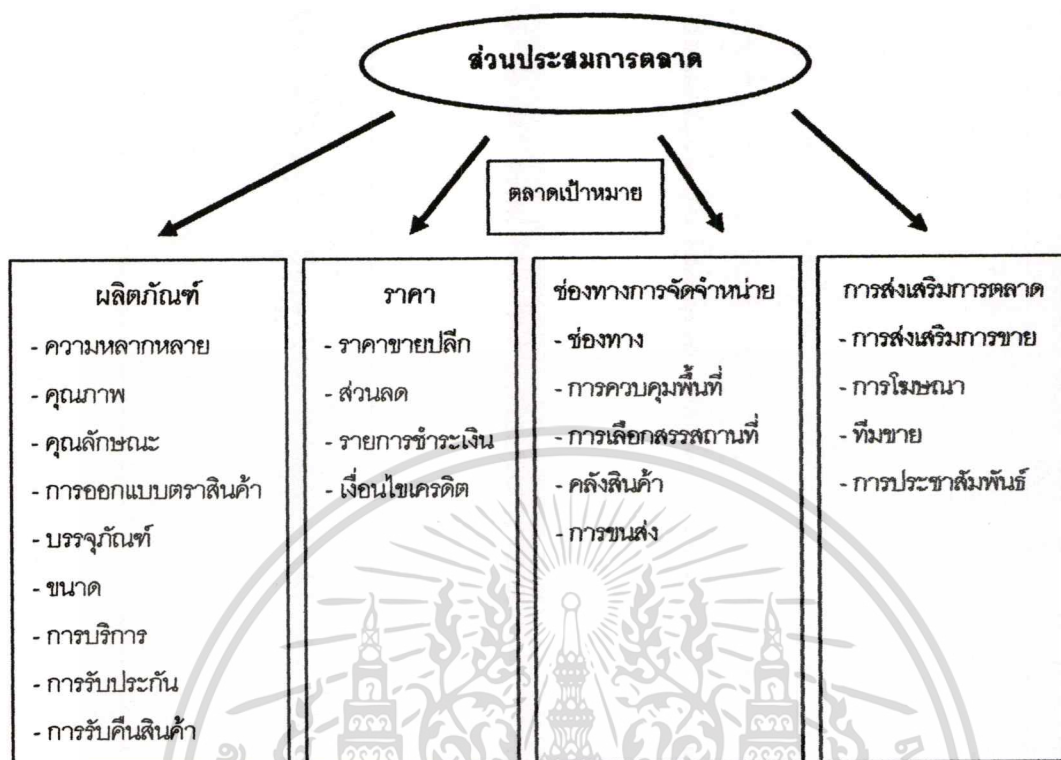 ส่วนประสมการตลาด
ตลาดเป้าหมาย
ผลิตภัณฑ์
- ความหลากหลาย
- คุณภาพ
- คุณลักษณะ
- การออกแบบตราสินค้า
- บรรจุภัณฑ์
- ขนาด
- การบริการ
- การรับประกัน
- การรับคืนสินค้า
ราคา
- ราคาขายปลีก
- ส่วนลด
- รายการชำระเงิน
- เงื่อนไขเครดิต
ช่องทางการจัดจำหน่าย
- ช่องทาง
- การควบคุมพื้นที่
- การเลือกสรรสถานที่
- คลังสินค้า
- การขนส่ง
การส่งเสริมการตลาด
- การส่งเสริมการขาย
- การโฆษณา
- ทีมขาย
- การประชาสัมพันธ์